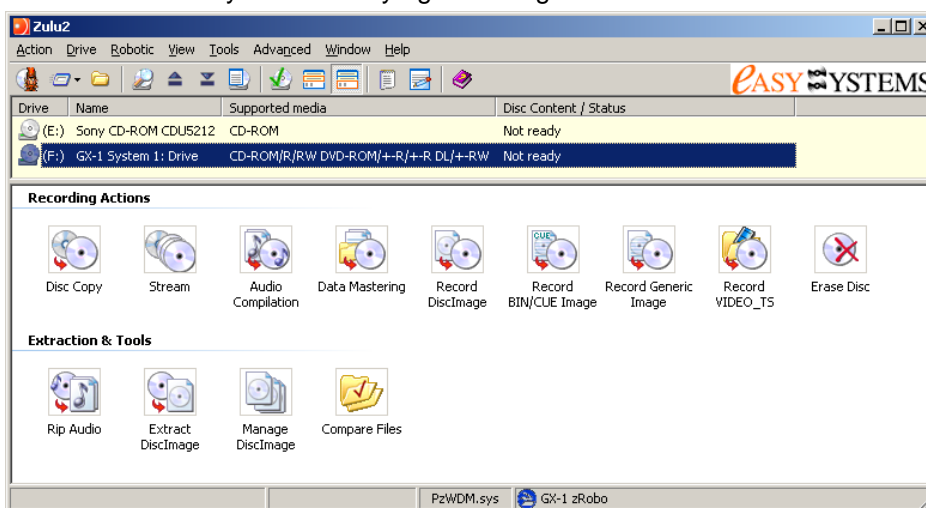 Zulu2
Action Drive Robotic View Tools Advanced Window Help
EASY SYSTEMS
Drive Name Supported media Disc Content / Status
(E:) Sony CD-ROM CDU5212 CD-ROM Not ready
(F:) GX-1 System 1: Drive CD-ROM/R/RW DVD-ROM/+-R/+-R DL/+-RW Not ready
Recording Actions
CUE
Disc Copy Stream Audio Compilation Data Mastering Record DiscImage Record BIN/CUE Image Record Generic Image Record VIDEO_TS Erase Disc
Extraction & Tools
Rip Audio Extract DiscImage Manage DiscImage Compare Files
PzWDM.sys GX-1 zRobo